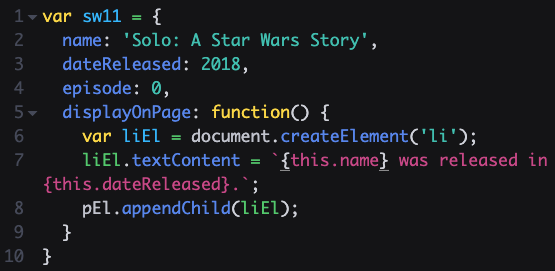 1 var sw11 = {
2 name: 'Solo: A Star Wars Story',
3 dateReleased: 2018,
4 episode: 0,
5 displayOnPage: function() {
6 var liEl = document.createElement('li');
7 liEl.textContent = `{this.name} was released in
{this.dateReleased}.`;
8 pEl.appendChild(liEl);
9 }
10 }